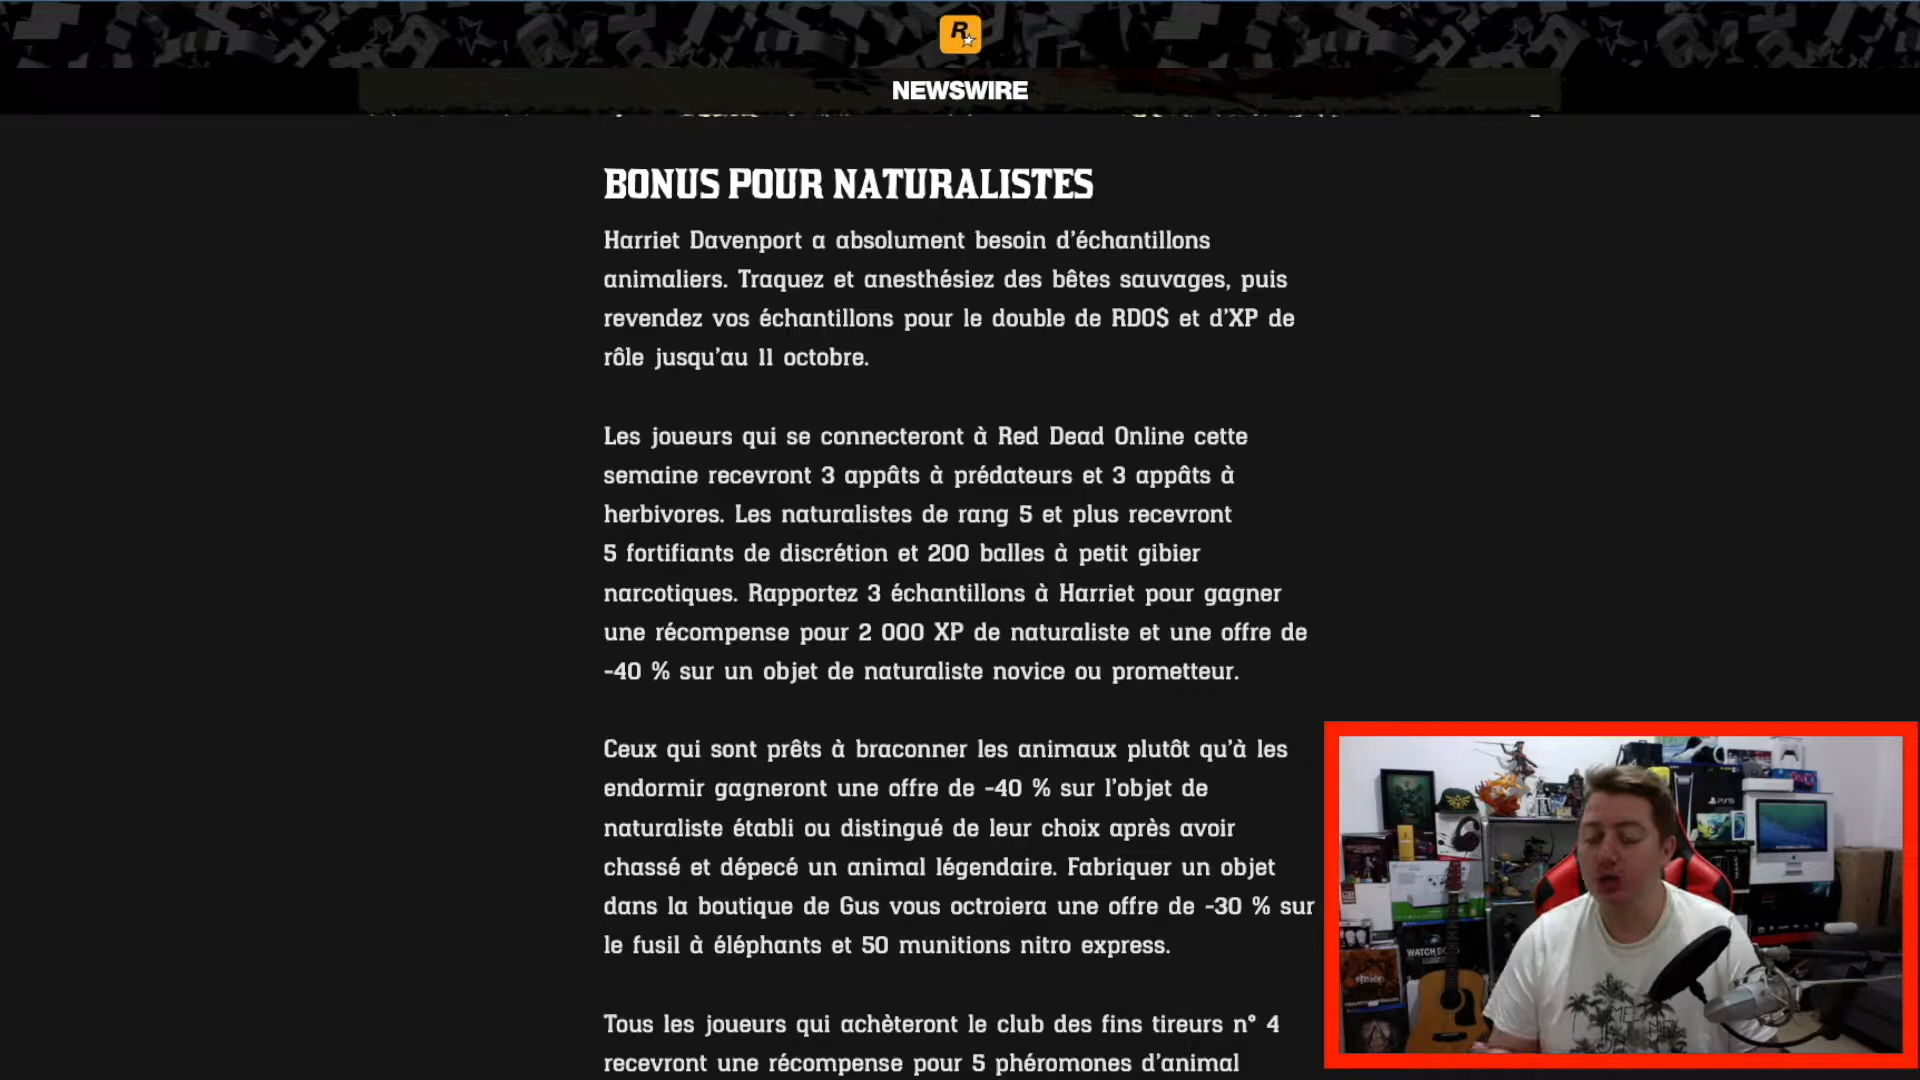 R
NEWSWIRE
BONUS POUR NATURALISTES
Harriet Davenport a absolument besoin d'échantillons
animaliers. Traquez et anesthésiez des bêtes sauvages, puis
revendez vos échantillons pour le double de RDO$ et d'XP de
rôle jusqu'au 11 octobre.
Les joueurs qui se connecteront à Red Dead Online cette
semaine recevront 3 appâts à prédateurs et 3 appâts à
herbivores. Les naturalistes de rang 5 et plus recevront
5 fortifiants de discrétion et 200 balles à petit gibier
narcotiques. Rapportez 3 échantillons à Harriet pour gagner
une récompense pour 2 000 XP de naturaliste et une offre de
-40 % sur un objet de naturaliste novice ou prometteur.
Ceux qui sont prêts à braconner les animaux plutôt qu'à les
endormir gagneront une offre de -40 % sur l'objet de
naturaliste établi ou distingué de leur choix après avoir
chassé et dépecé un animal légendaire. Fabriquer un objet
dans la boutique de Gus vous octroiera une offre de -30 % sur
le fusil à éléphants et 50 munitions nitro express.
Tous les joueurs qui achèteront le club des fins tireurs n° 4
recevront une récompense pour 5 phéromones d'animal
PS5
WATCH DOGS